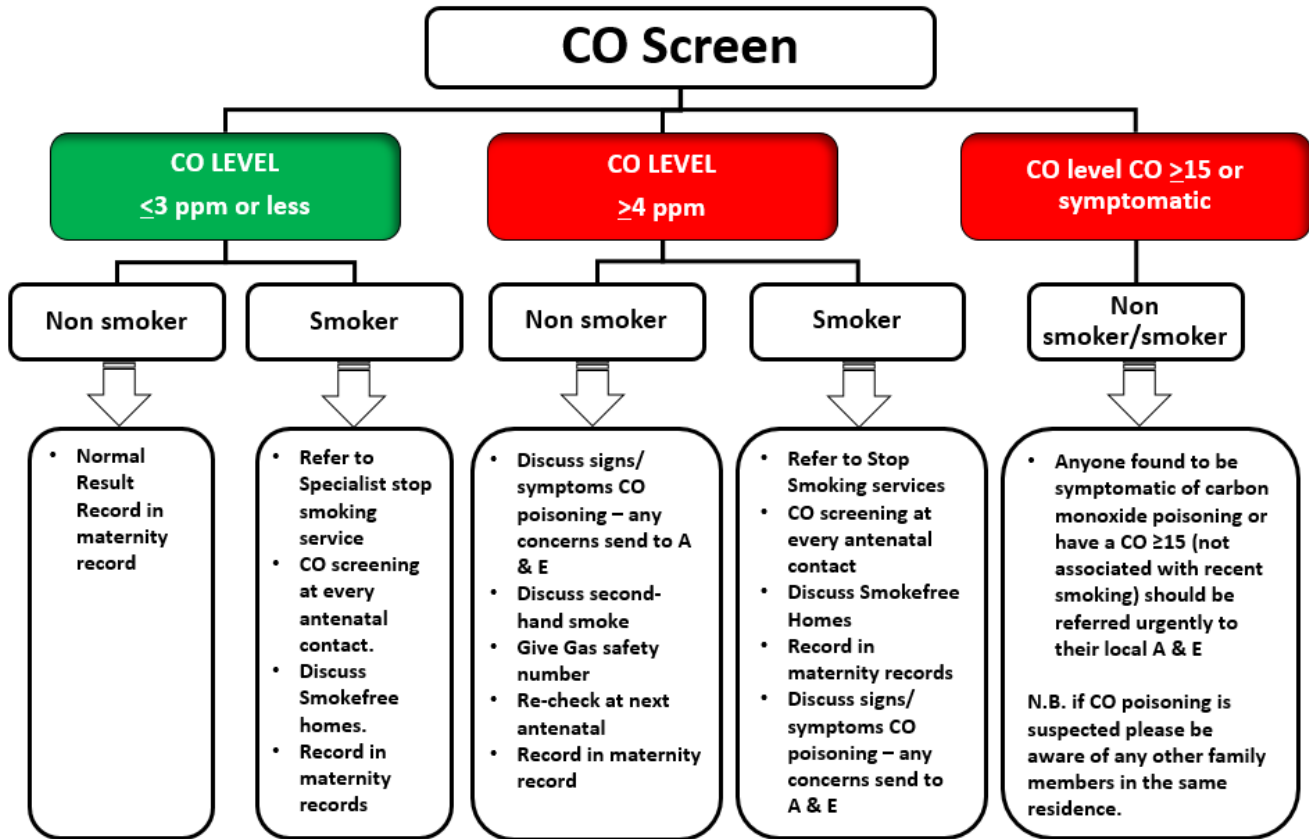 CO Screen
CO LEVEL
≤3 ppm or less
CO LEVEL
≥4 ppm
CO level CO ≥15 or
symptomatic
Non smoker
Smoker
Non smoker
Smoker
Non
smoker/smoker
• Normal
Result
Record in
maternity
record
• Refer to
Specialist stop
smoking
service
• CO screening
at every
antenatal
contact.
• Discuss
Smokefree
homes.
• Record in
maternity
records
• Discuss signs/
symptoms CO
poisoning – any
concerns send to A
& E
• Discuss second-
hand smoke
• Give Gas safety
number
• Re-check at next
antenatal
• Record in maternity
record
• Refer to Stop
Smoking services
• CO screening at
every antenatal
contact
• Discuss Smokefree
Homes
• Record in
maternity records
• Discuss signs/
symptoms CO
poisoning – any
concerns send to
A & E
• Anyone found to be
symptomatic of carbon
monoxide poisoning or
have a CO ≥15 (not
associated with recent
smoking) should be
referred urgently to
their local A & E
N.B. if CO poisoning is
suspected please be
aware of any other family
members in the same
residence.